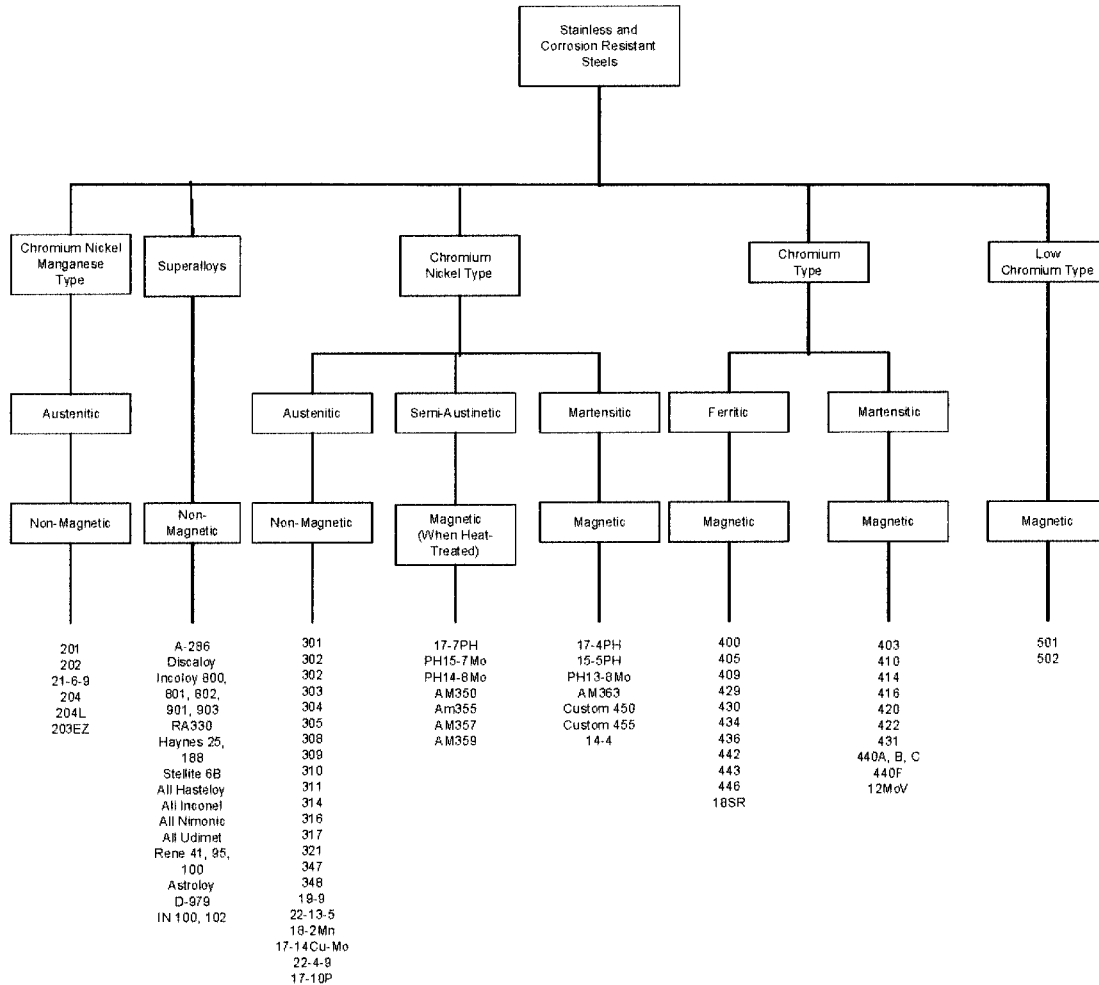 Stainless and
Corrosion Resistant
Steels
Chromium Nickel
Manganese
Type
Superalloys
Chromium
Nickel Type
Chromium
Type
Low
Chromium Type
Austenitic
Austenitic
Semi-Austinetic
Martensitic
Ferritic
Martensitic
Non-Magnetic
Non-
Magnetic
Non-Magnetic
Magnetic
(When Heat-
Treated)
Magnetic
Magnetic
Magnetic
Magnetic
201
202
21-6-9
204
204L
203EZ
A-286
Discaloy
Incoloy 800,
801, 802,
901, 903
RA330
Haynes 25,
188
Stellite 6B
All Hasteloy
All Inconel
All Nimonic
All Udimet
Rene 41, 95,
100
Astroloy
D-979
IN 100, 102
301
302
302
303
304
305
308
309
310
311
314
316
317
321
347
348
19-9
22-13-5
18-2Mn
17-14Cu-Mo
22-4-9
17-10P
17-7PH
PH15-7Mo
PH14-8Mo
AM350
Am355
AM357
AM359
17-4PH
15-5PH
PH13-8Mo
AM363
Custom 450
Custom 455
14-4
400
405
409
429
430
434
436
442
443
446
18SR
403
410
414
416
420
422
431
440A, B, C
440F
12MoV
501
502